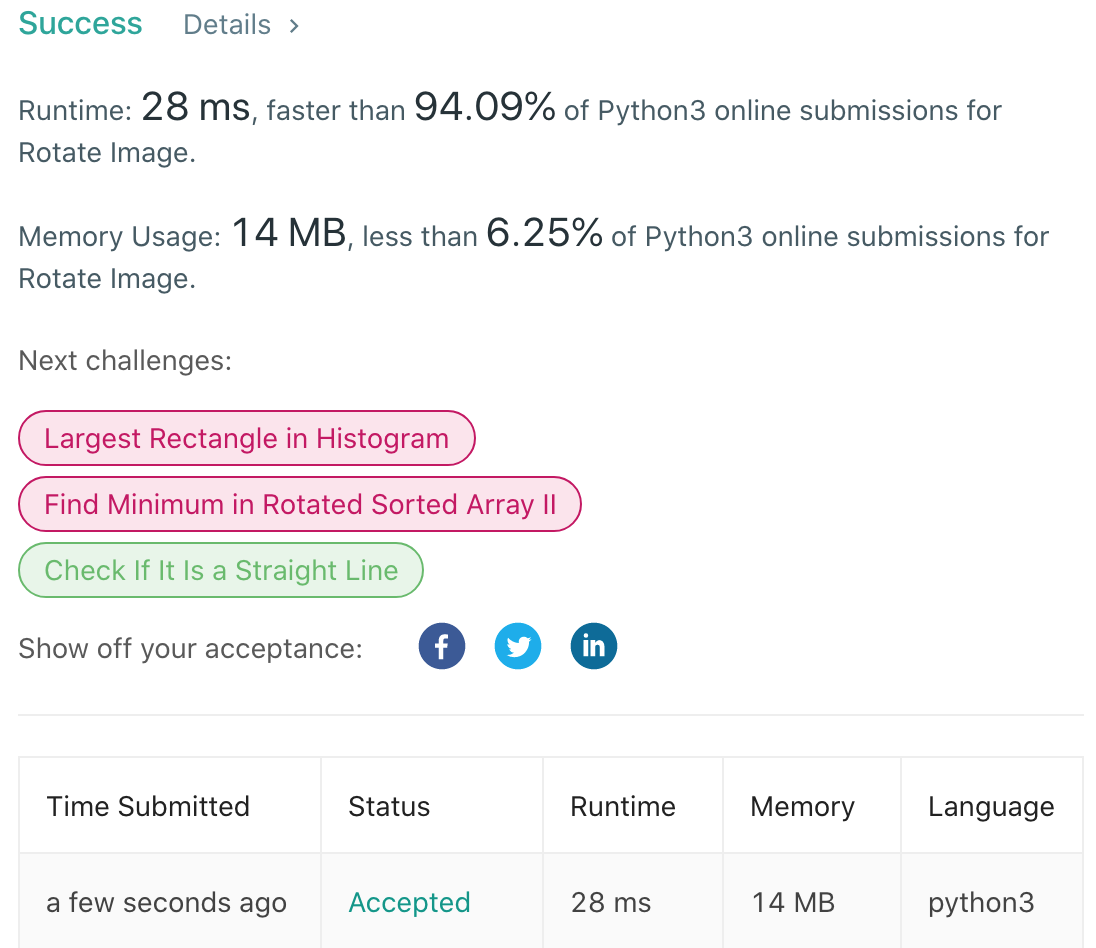 Success Details >
Runtime: 28 ms, faster than 94.09% of Python3 online submissions for
Rotate Image.
Memory Usage: 14 MB, less than 6.25% of Python3 online submissions for
Rotate Image.
Next challenges:
Largest Rectangle in Histogram
Find Minimum in Rotated Sorted Array II
Check If It Is a Straight Line
Show off your acceptance: f in
Time Submitted Status Runtime Memory Language
a few seconds ago Accepted 28 ms 14 MB python3